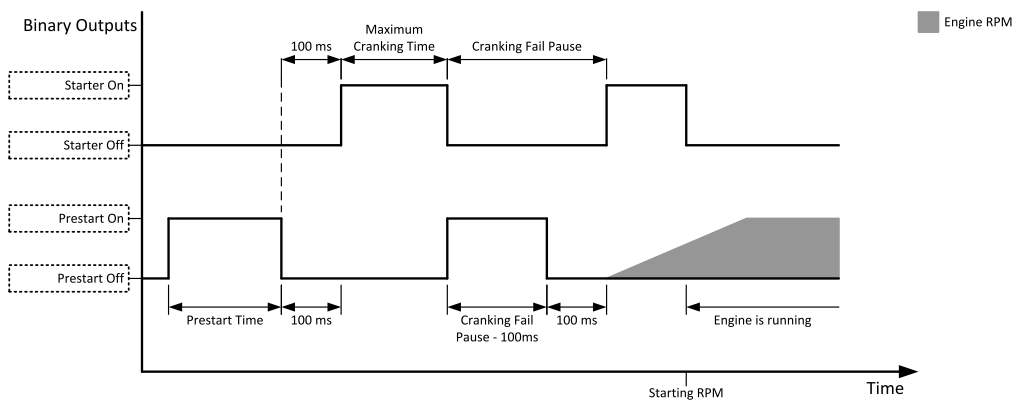 Binary Outputs
Engine RPM
100 ms
Maximum
Cranking Time
Cranking Fail Pause
Starter On
Starter Off
Prestart On
Prestart Off
Prestart Time
100 ms
Cranking Fail
Pause - 100ms
100 ms
Engine is running
Starting RPM
Time